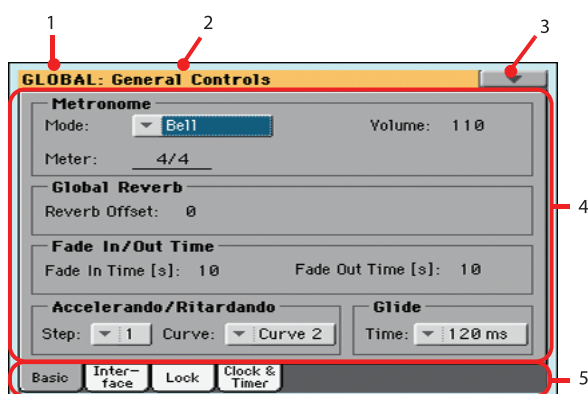 1
2
3
GLOBAL: General Controls
Metronome
Mode: Bell Volume: 110
Meter: 4/4
Global Reverb
Reverb Offset: 0
4
Fade In/Out Time
Fade In Time [s]: 10 Fade Out Time [s]: 10
Accelerando/Ritardando Glide
Step: 1 Curve: Curve 2 Time: 120 ms
Basic Inter-face Lock Clock & Timer
5